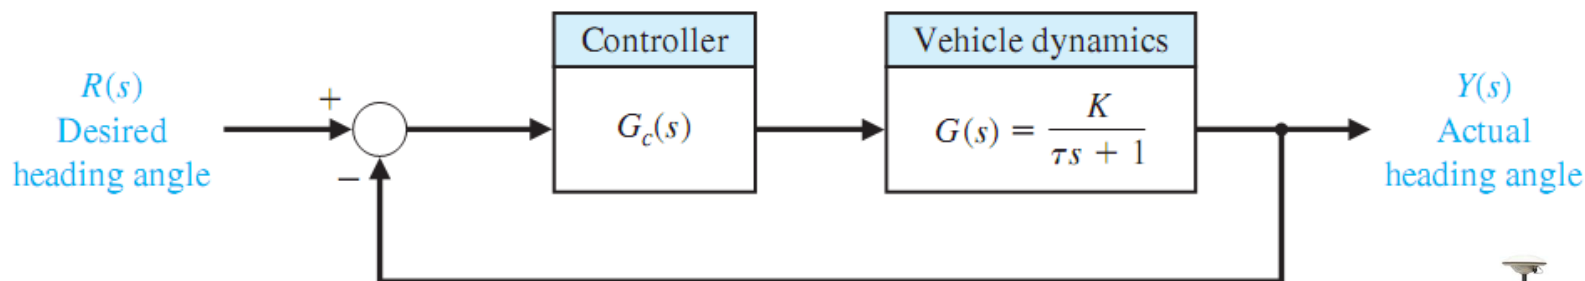 R(s)
Desired
heading angle
+
−
Controller
G_c(s)
Vehicle dynamics
G(s) = K / (τs + 1)
Y(s)
Actual
heading angle